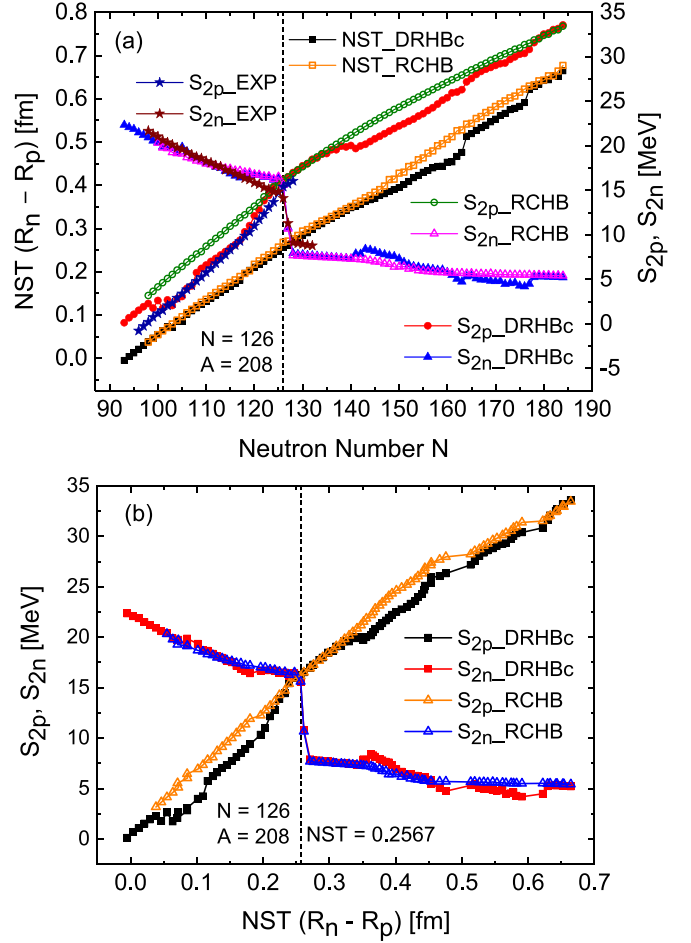 (a)
NST_DRHBc
NST_RCHB
S2p_EXP
S2n_EXP
S2p_RCHB
S2n_RCHB
S2p_DRHBc
S2n_DRHBc
N = 126
A = 208
0.8
0.7
0.6
0.5
0.4
0.3
0.2
0.1
0.0
NST (Rn − Rp) [fm]
35
30
25
20
15
10
5
0
-5
S2p, S2n [MeV]
90 100 110 120 130 140 150 160 170 180 190
Neutron Number N
(b)
35
30
25
20
15
10
5
0
S2p, S2n [MeV]
S2p_DRHBc
S2n_DRHBc
S2p_RCHB
S2n_RCHB
N = 126
A = 208
NST = 0.2567
0.0 0.1 0.2 0.3 0.4 0.5 0.6 0.7
NST (Rn - Rp) [fm]